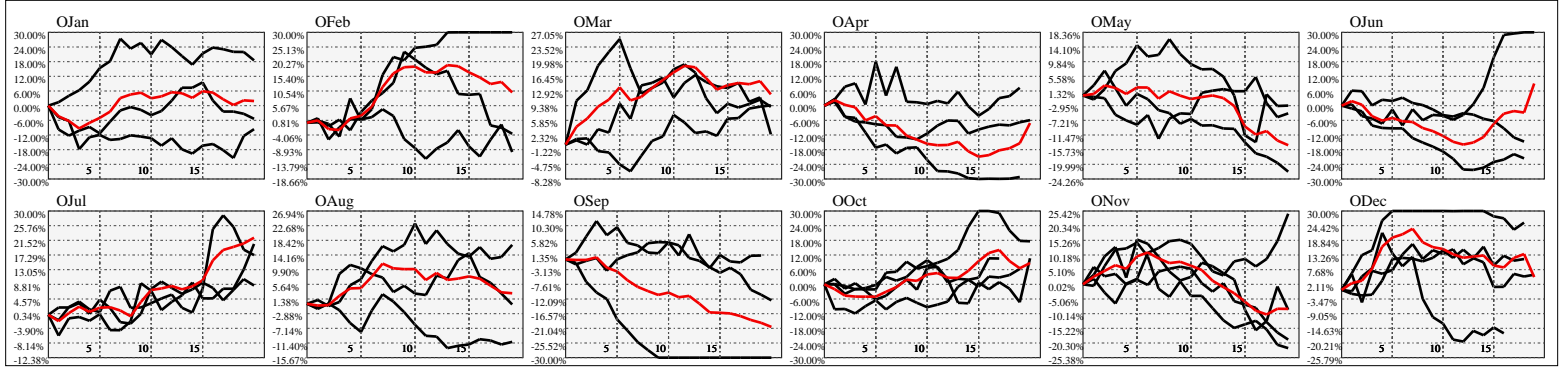 OJan OFeb OMar OApr OMay OJun
30.00% 30.00% 27.05% 30.00% 18.36% 30.00%
24.00% 25.13% 23.52% 24.00% 14.10% 24.00%
18.00% 20.27% 19.98% 18.00% 9.84% 18.00%
12.00% 15.40% 16.45% 12.00% 5.58% 12.00%
6.00% 10.54% 12.92% 6.00% 1.32% 6.00%
0.00% 5.67% 9.38% 0.00% -2.95% 0.00%
-6.00% 0.81% 5.85% -6.00% -7.21% -6.00%
-12.00% -4.06% 2.32% -12.00% -11.47% -12.00%
-18.00% -8.93% -1.22% -18.00% -15.73% -18.00%
-24.00% -13.79% -4.75% -24.00% -19.99% -24.00%
-30.00% -18.66% -8.28% -30.00% -24.26% -30.00%
5 10 15 5 10 15 5 10 15 5 10 15 5 10 15 5 10 15
OJul OAug OSep OOct ONov ODec
30.00% 26.94% 14.78% 30.00% 25.42% 30.00%
25.76% 22.68% 10.30% 24.00% 20.34% 24.42%
21.52% 18.42% 5.82% 18.00% 15.26% 18.84%
17.29% 14.16% 1.35% 12.00% 10.18% 13.26%
13.05% 9.90% -3.13% 6.00% 5.10% 7.68%
8.81% 5.64% -7.61% 0.00% 0.02% 2.11%
4.57% 1.38% -12.09% -6.00% -5.06% -3.47%
0.34% -2.88% -16.57% -12.00% -10.14% -9.05%
-3.90% -7.14% -21.04% -18.00% -15.22% -14.63%
-8.14% -11.40% -25.52% -24.00% -20.30% -20.21%
-12.38% -15.67% -30.00% -30.00% -25.38% -25.79%
5 10 15 5 10 15 5 10 15 5 10 15 5 10 15 5 10 15